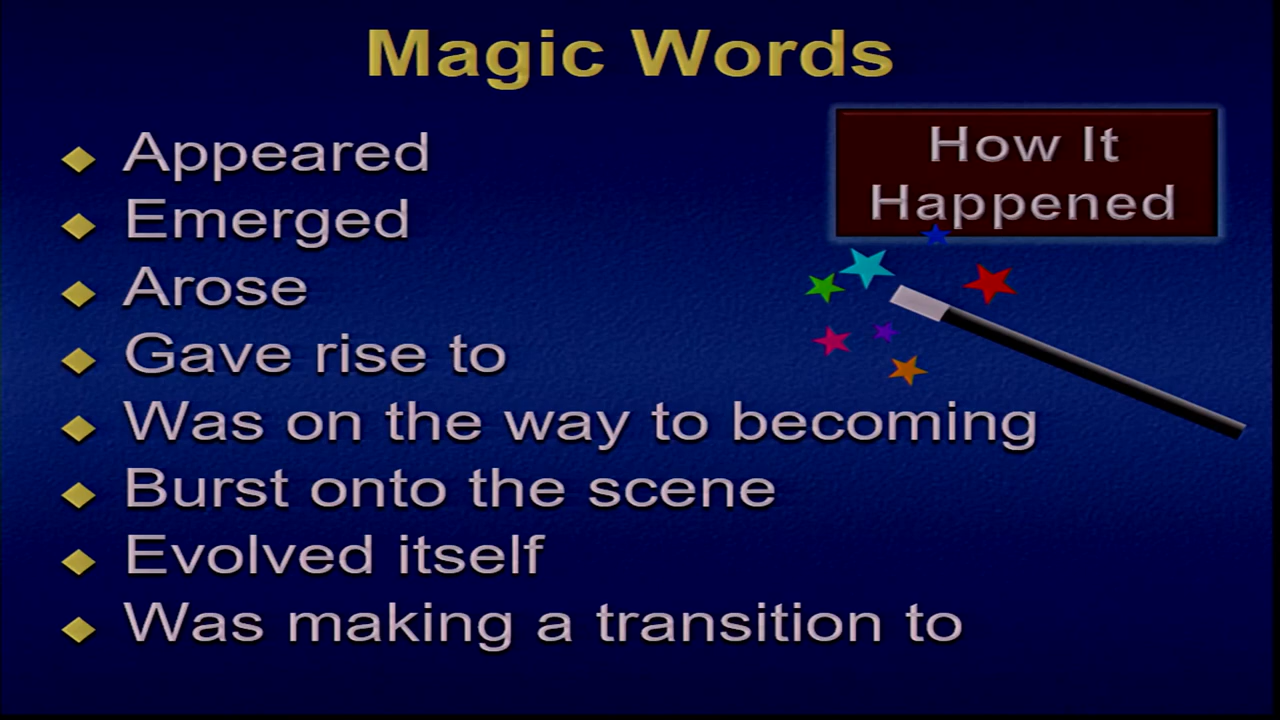 Magic Words
How It
Happened
Appeared
Emerged
Arose
Gave rise to
Was on the way to becoming
Burst onto the scene
Evolved itself
Was making a transition to